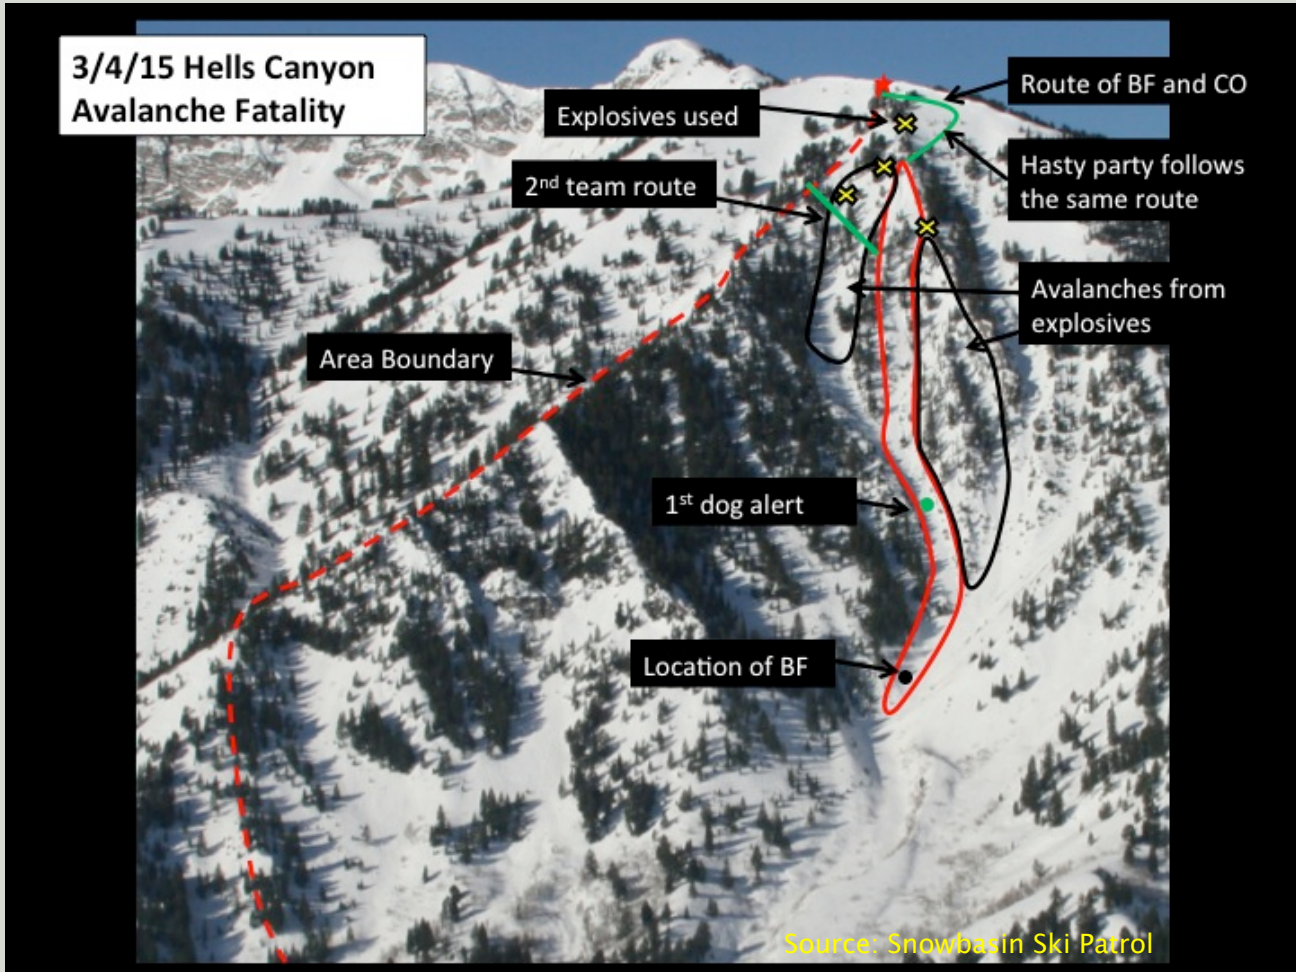 3/4/15 Hells Canyon
Avalanche Fatality
Explosives used
Route of BF and CO
2nd team route
Hasty party follows
the same route
Avalanches from
explosives
Area Boundary
1st dog alert
Location of BF
Source: Snowbasin Ski Patrol